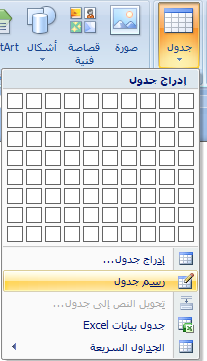 جدول
صورة
قصاصة
فنية
أشكال
tArt
إدراج جدول
إدراج جدول...
رسم جدول
تحويل النص إلى جدول...
جدول بيانات Excel
الجداول السريعة